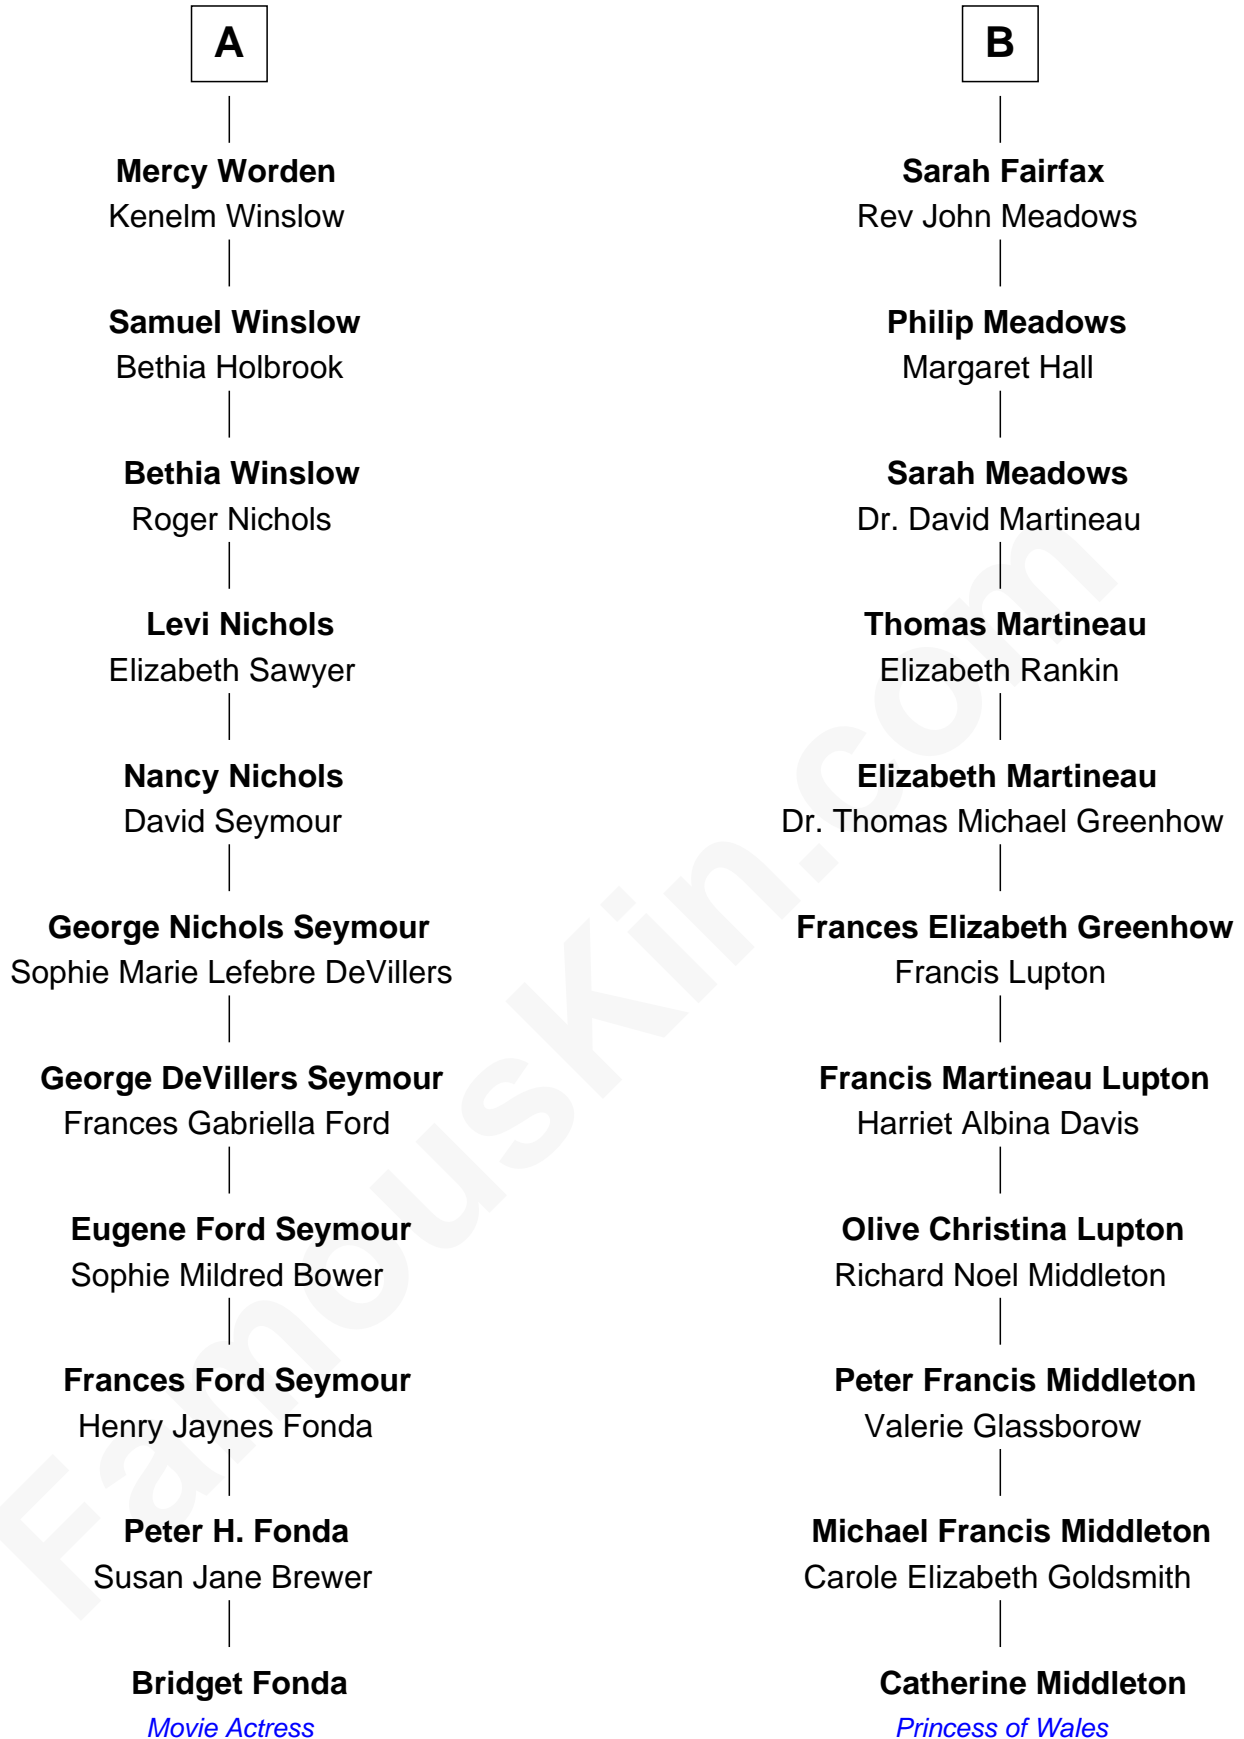 A
Mercy Worden
Kenelm Winslow
Samuel Winslow
Bethia Holbrook
Bethia Winslow
Roger Nichols
Levi Nichols
Elizabeth Sawyer
Nancy Nichols
David Seymour
George Nichols Seymour
Sophie Marie Lefebre DeVillers
George DeVillers Seymour
Frances Gabriella Ford
Eugene Ford Seymour
Sophie Mildred Bower
Frances Ford Seymour
Henry Jaynes Fonda
Peter H. Fonda
Susan Jane Brewer
Bridget Fonda
Movie Actress
B
Sarah Fairfax
Rev John Meadows
Philip Meadows
Margaret Hall
Sarah Meadows
Dr. David Martineau
Thomas Martineau
Elizabeth Rankin
Elizabeth Martineau
Dr. Thomas Michael Greenhow
Frances Elizabeth Greenhow
Francis Lupton
Francis Martineau Lupton
Harriet Albina Davis
Olive Christina Lupton
Richard Noel Middleton
Peter Francis Middleton
Valerie Glassborow
Michael Francis Middleton
Carole Elizabeth Goldsmith
Catherine Middleton
Princess of Wales
FamousKin.com